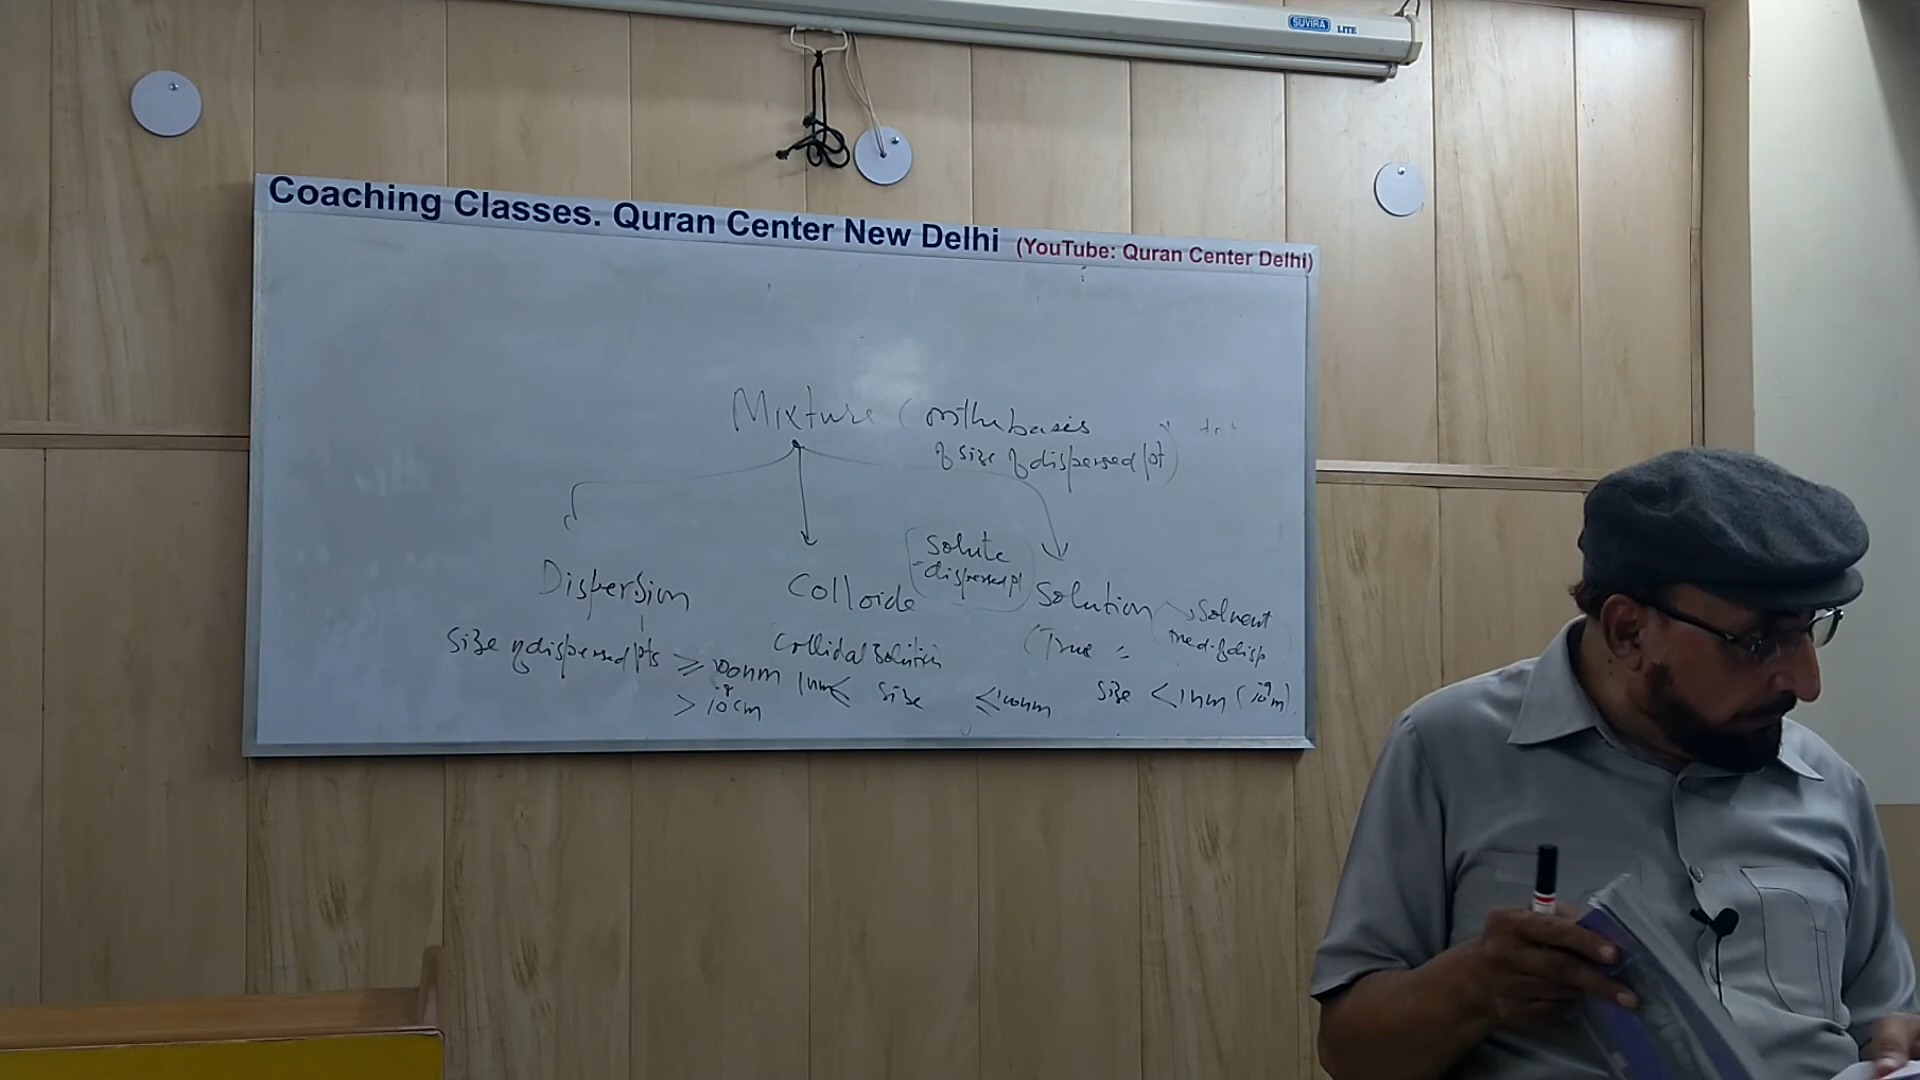 SUVIRA LITE
Coaching Classes. Quran Center New Delhi (YouTube: Quran Center Delhi)
Mixture (on the basis
of size of dispersed pt)
Dispersion
Size of dispersed pts ≥ 100nm
> 10 cm
Colloide
Collidal Solution
1nm ≤ Size ≤ 100nm
Solute
- dispersed pt
Solution
(True =
Size < 1nm (10⁻⁹m)
Solvent
med. of disp